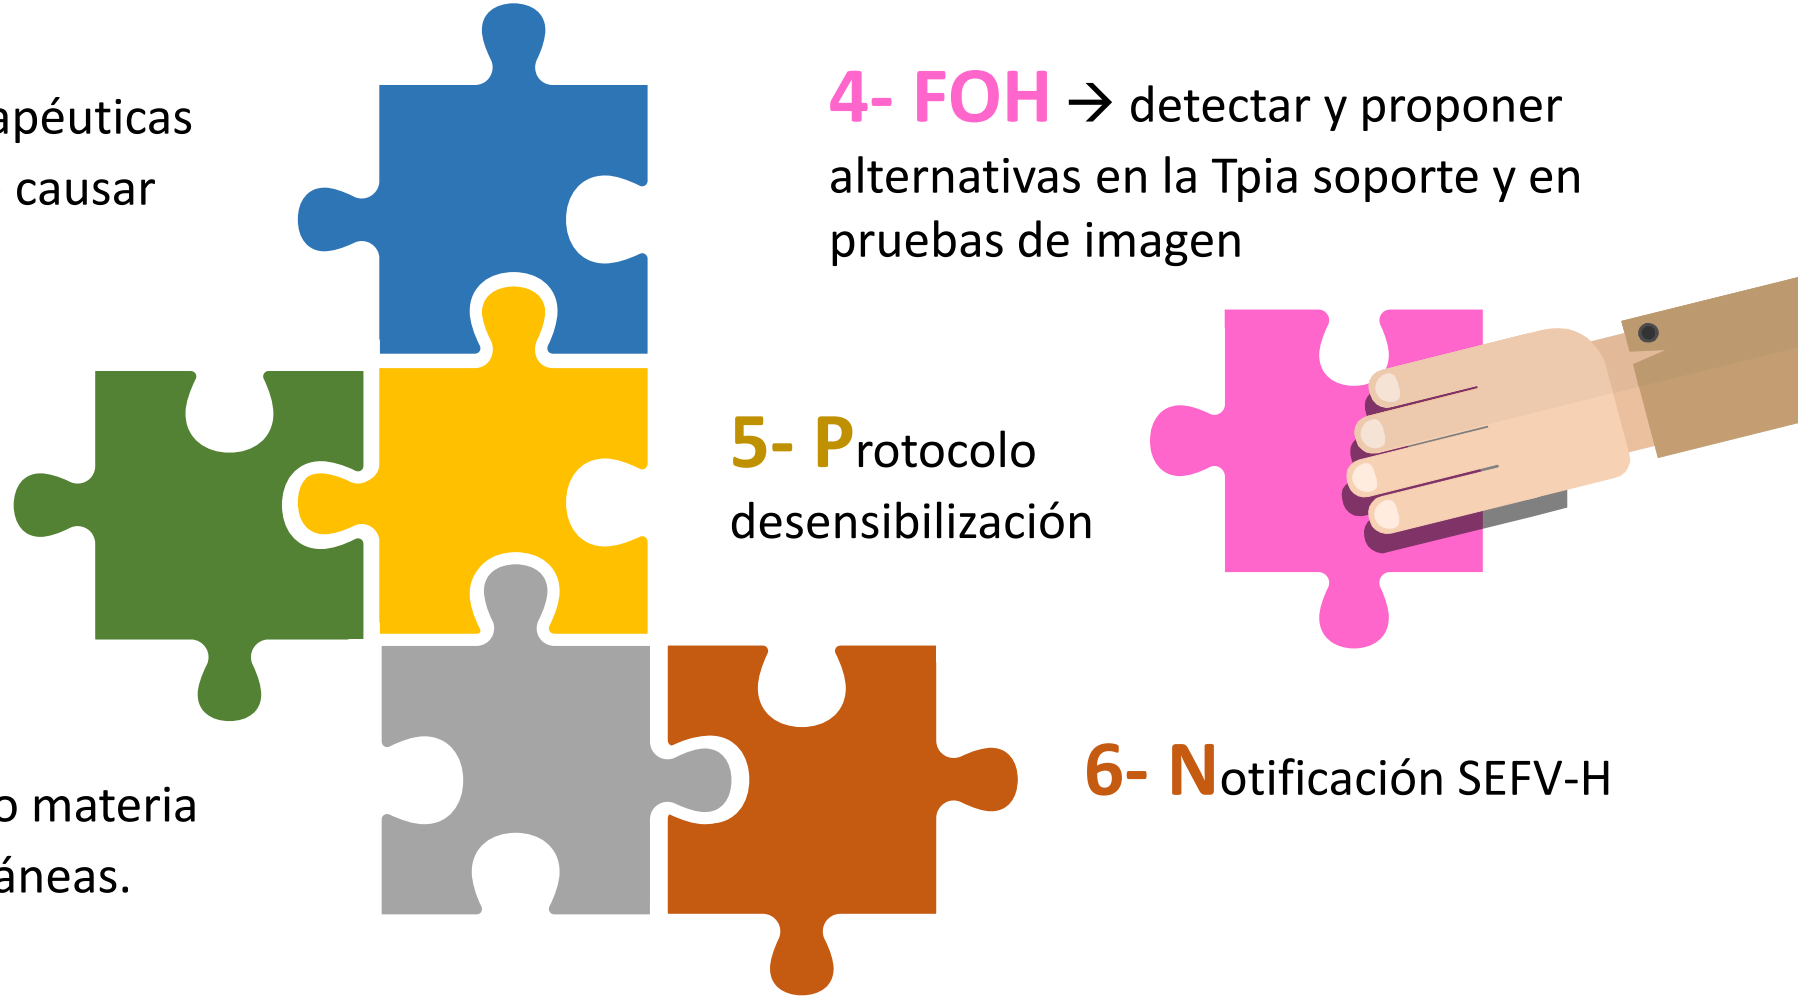 apéuticas
causar
4- FOH → detectar y proponer
alternativas en la Tpia soporte y en
pruebas de imagen
5- Protocolo
desensibilización
6- Notificación SEFV-H
o materia
áneas.